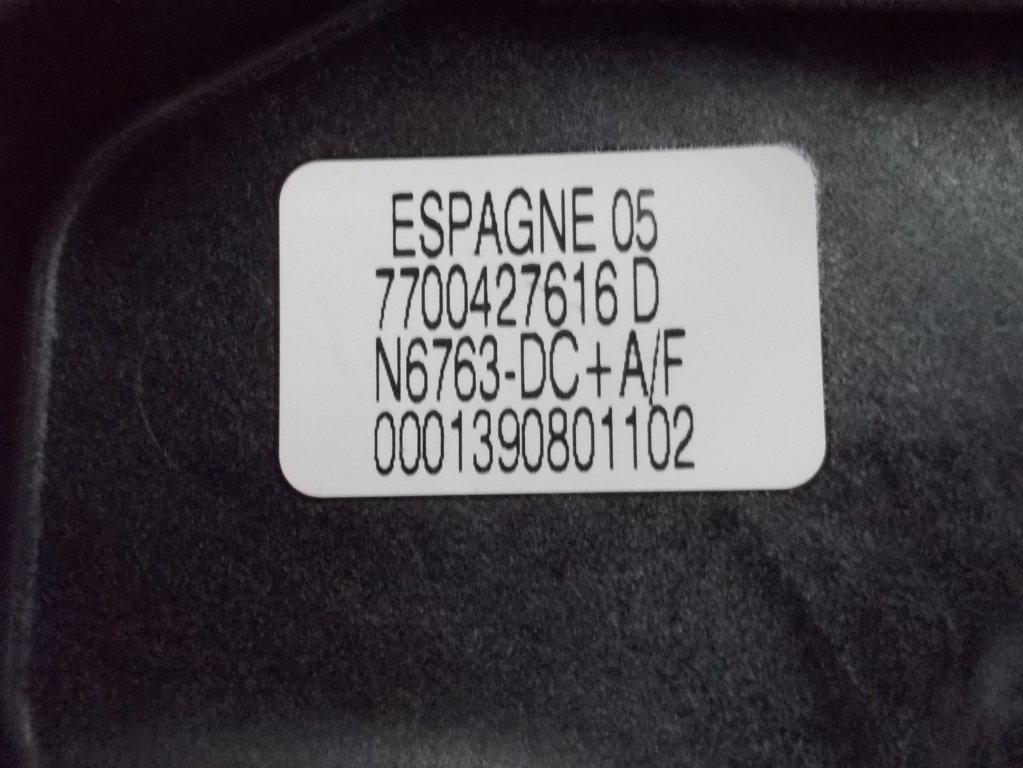 ESPAGNE 05
7700427616 D
N6763-DC+A/F
0001390801102